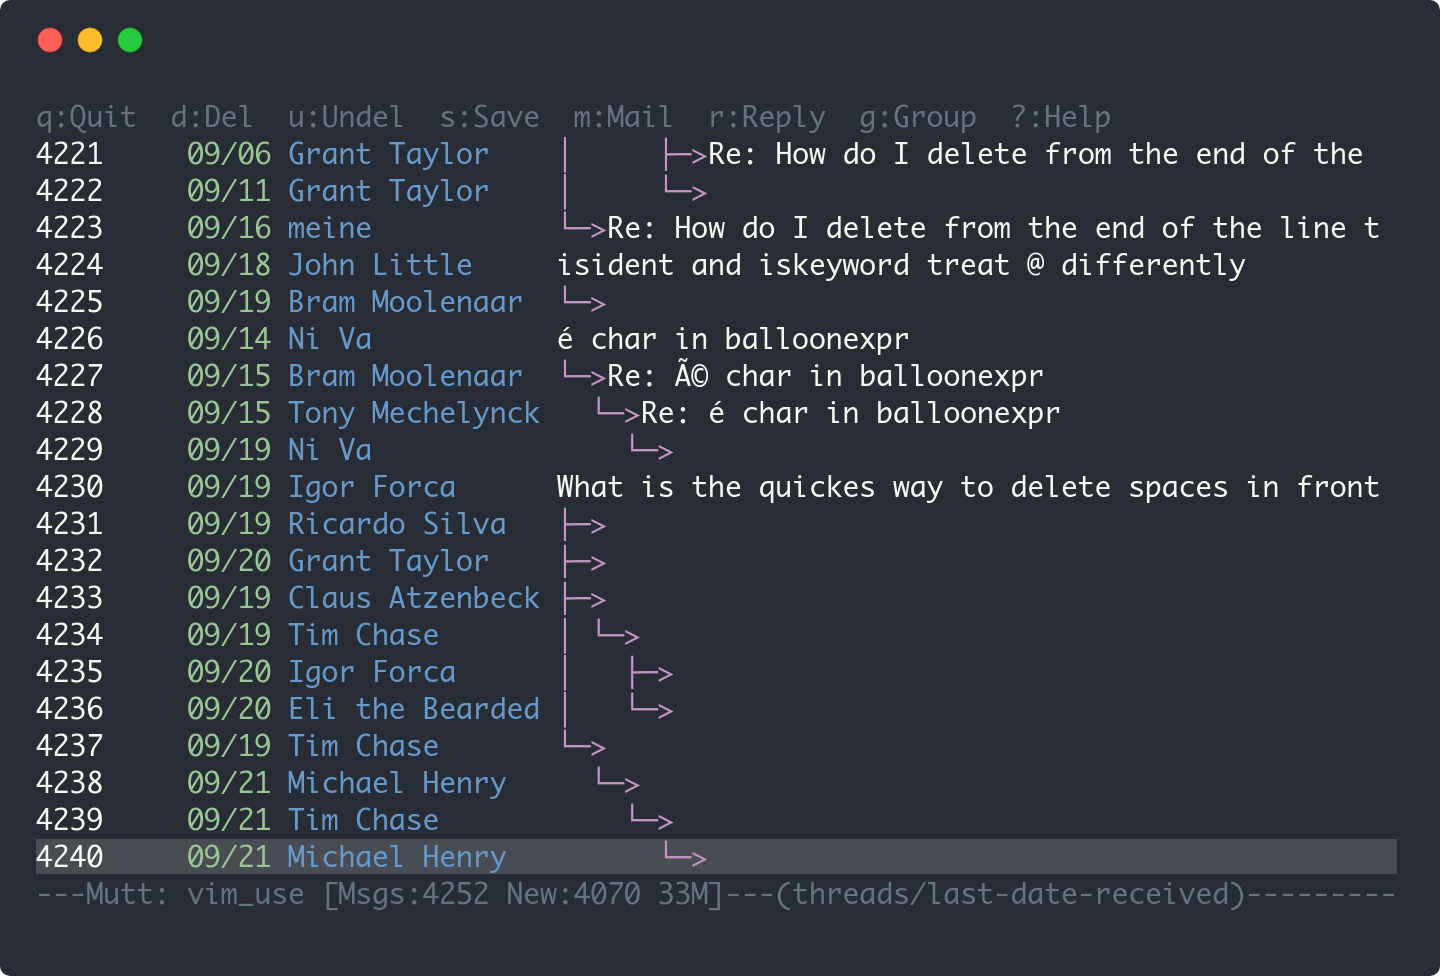 q:Quit  d:Del  u:Undel  s:Save  m:Mail  r:Reply  g:Group  ?:Help
4221     09/06 Grant Taylor    │     ├─>Re: How do I delete from the end of the
4222     09/11 Grant Taylor    │     └─>
4223     09/16 meine           └─>Re: How do I delete from the end of the line t
4224     09/18 John Little     isident and iskeyword treat @ differently
4225     09/19 Bram Moolenaar  └─>
4226     09/14 Ni Va           é char in balloonexpr
4227     09/15 Bram Moolenaar  └─>Re: Ã© char in balloonexpr
4228     09/15 Tony Mechelynck   └─>Re: é char in balloonexpr
4229     09/19 Ni Va               └─>
4230     09/19 Igor Forca      What is the quickes way to delete spaces in front
4231     09/19 Ricardo Silva   ├─>
4232     09/20 Grant Taylor    ├─>
4233     09/19 Claus Atzenbeck ├─>
4234     09/19 Tim Chase       │ └─>
4235     09/20 Igor Forca      │   ├─>
4236     09/20 Eli the Bearded │   └─>
4237     09/19 Tim Chase       └─>
4238     09/21 Michael Henry     └─>
4239     09/21 Tim Chase           └─>
4240     09/21 Michael Henry         └─>
---Mutt: vim_use [Msgs:4252 New:4070 33M]---(threads/last-date-received)---------